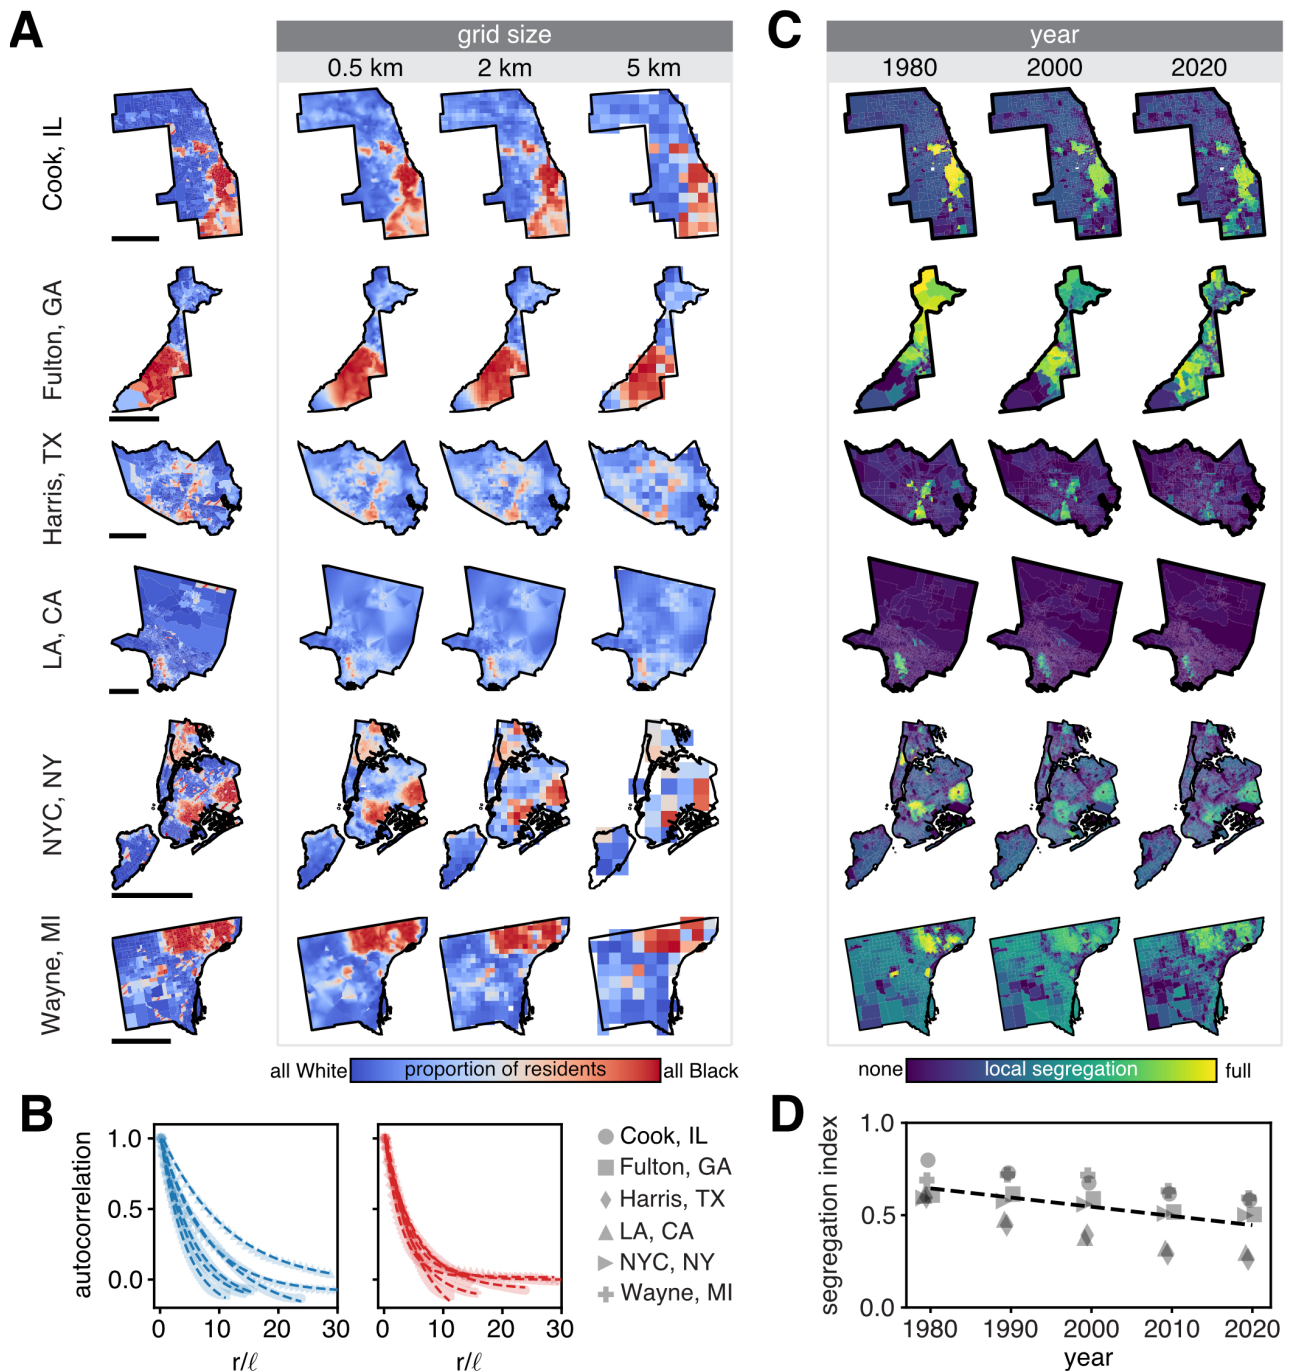 A
grid size
0.5 km
2 km
5 km
Cook, IL
Fulton, GA
Harris, TX
LA, CA
NYC, NY
Wayne, MI
all White
proportion of residents
all Black
C
year
1980
2000
2020
none
local segregation
full
B
autocorrelation
1.0
0.5
0.0
0
10
20
30
r/ℓ
0
10
20
30
r/ℓ
Cook, IL
Fulton, GA
Harris, TX
LA, CA
NYC, NY
Wayne, MI
D
segregation index
1.0
0.5
0.0
1980
1990
2000
2010
2020
year